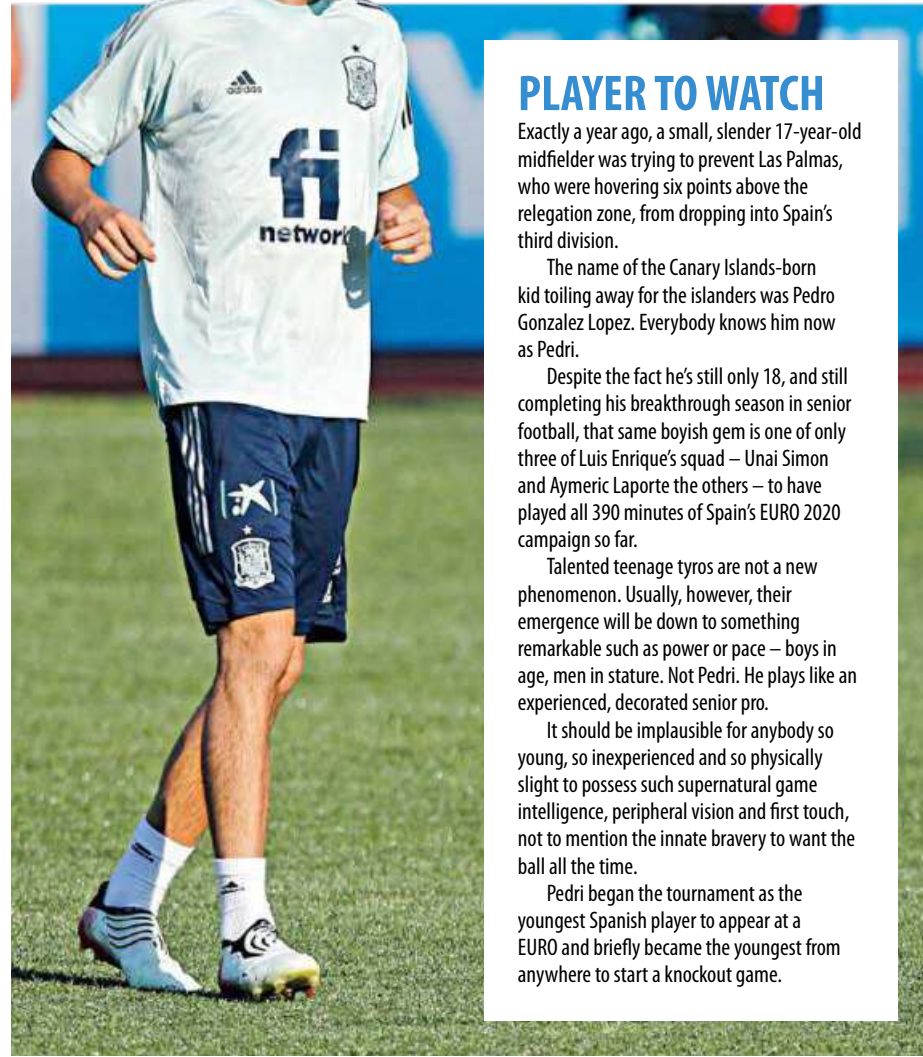 adidas
fi
network
PLAYER TO WATCH
Exactly a year ago, a small, slender 17-year-old
midfielder was trying to prevent Las Palmas,
who were hovering six points above the
relegation zone, from dropping into Spain’s
third division.
The name of the Canary Islands-born
kid toiling away for the islanders was Pedro
Gonzalez Lopez. Everybody knows him now
as Pedri.
Despite the fact he’s still only 18, and still
completing his breakthrough season in senior
football, that same boyish gem is one of only
three of Luis Enrique’s squad – Unai Simon
and Aymeric Laporte the others – to have
played all 390 minutes of Spain’s EURO 2020
campaign so far.
Talented teenage tyros are not a new
phenomenon. Usually, however, their
emergence will be down to something
remarkable such as power or pace – boys in
age, men in stature. Not Pedri. He plays like an
experienced, decorated senior pro.
It should be implausible for anybody so
young, so inexperienced and so physically
slight to possess such supernatural game
intelligence, peripheral vision and first touch,
not to mention the innate bravery to want the
ball all the time.
Pedri began the tournament as the
youngest Spanish player to appear at a
EURO and briefly became the youngest from
anywhere to start a knockout game.